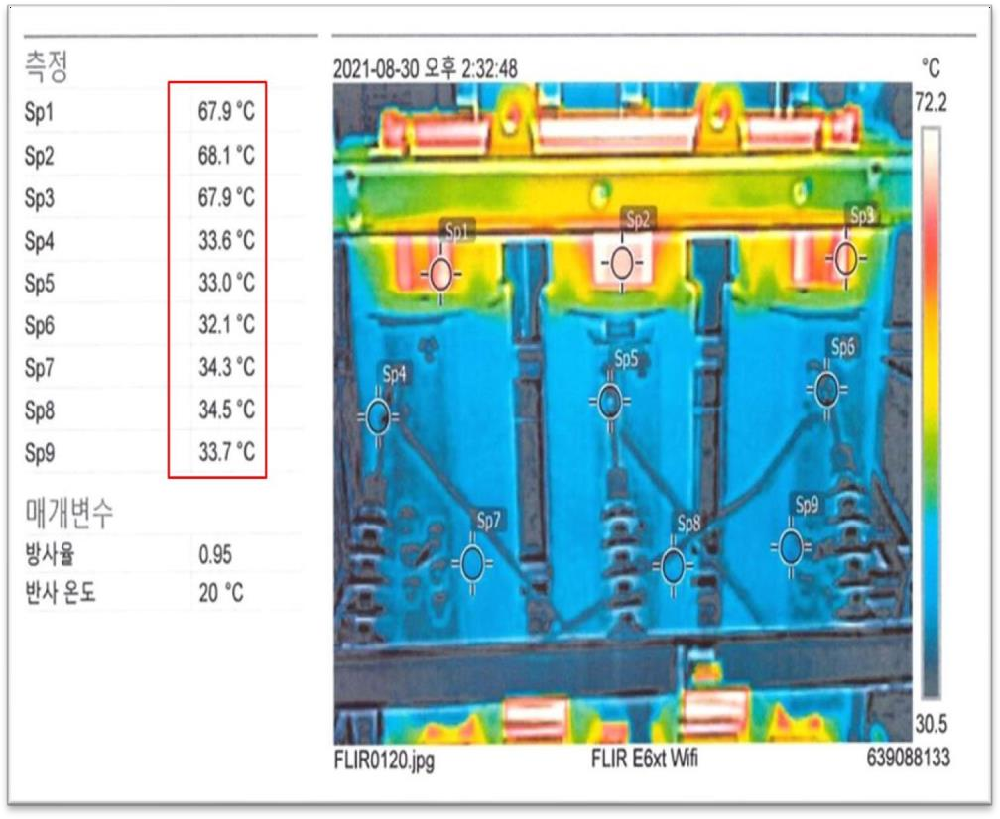 측정
Sp1 67.9 °C
Sp2 68.1 °C
Sp3 67.9 °C
Sp4 33.6 °C
Sp5 33.0 °C
Sp6 32.1 °C
Sp7 34.3 °C
Sp8 34.5 °C
Sp9 33.7 °C
매개변수
방사율 0.95
반사 온도 20 °C
2021-08-30 오후 2:32:48
°C
72.2
Sp1
Sp2
Sp3
Sp4
Sp5
Sp6
Sp7
Sp8
Sp9
30.5
FLIR0120.jpg FLIR E6xt Wifi 639088133